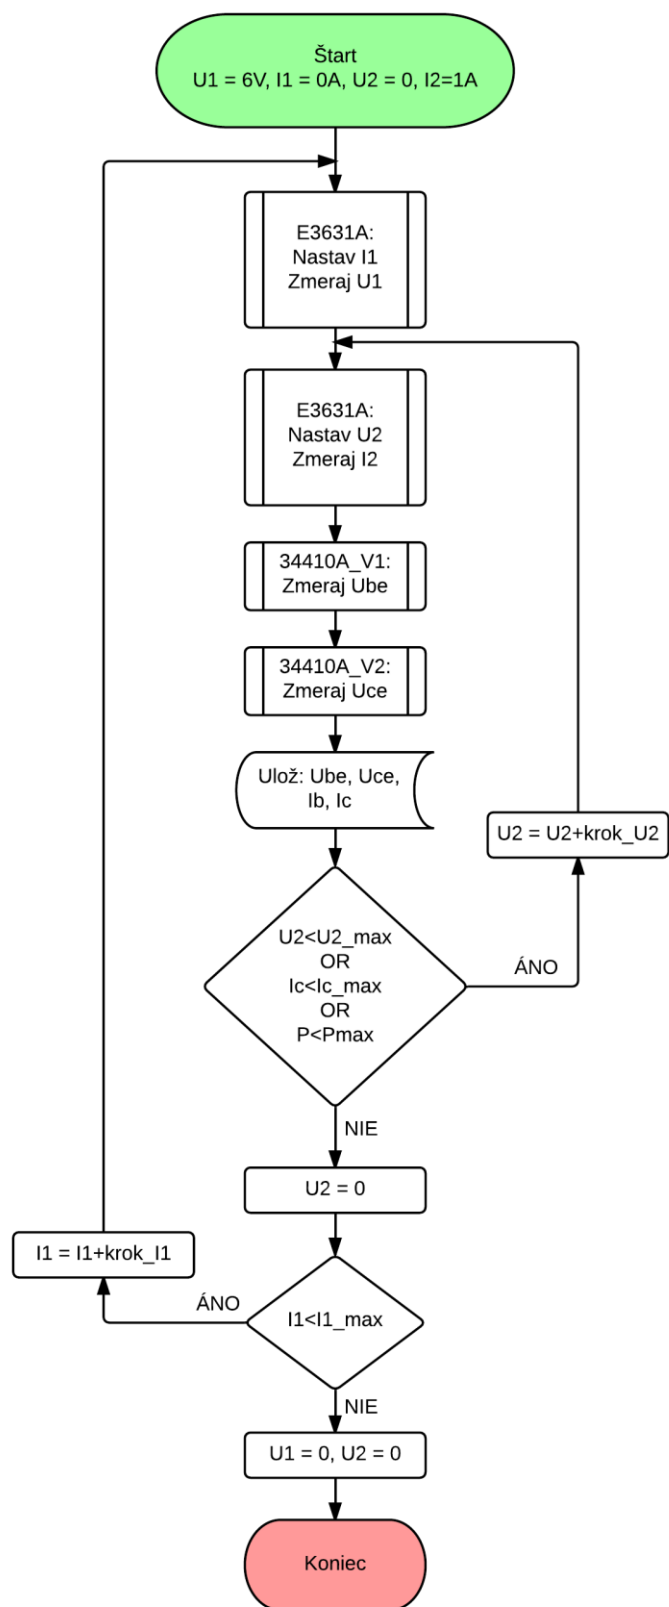 Štart
U1 = 6V, I1 = 0A, U2 = 0, I2=1A
E3631A:
Nastav I1
Zmeraj U1
E3631A:
Nastav U2
Zmeraj I2
34410A_V1:
Zmeraj Ube
34410A_V2:
Zmeraj Uce
Ulož: Ube, Uce,
Ib, Ic
U2 = U2+krok_U2
U2<U2_max
OR
Ic<Ic_max
OR
P<Pmax
ÁNO
NIE
U2 = 0
I1 = I1+krok_I1
ÁNO
I1<I1_max
NIE
U1 = 0, U2 = 0
Koniec